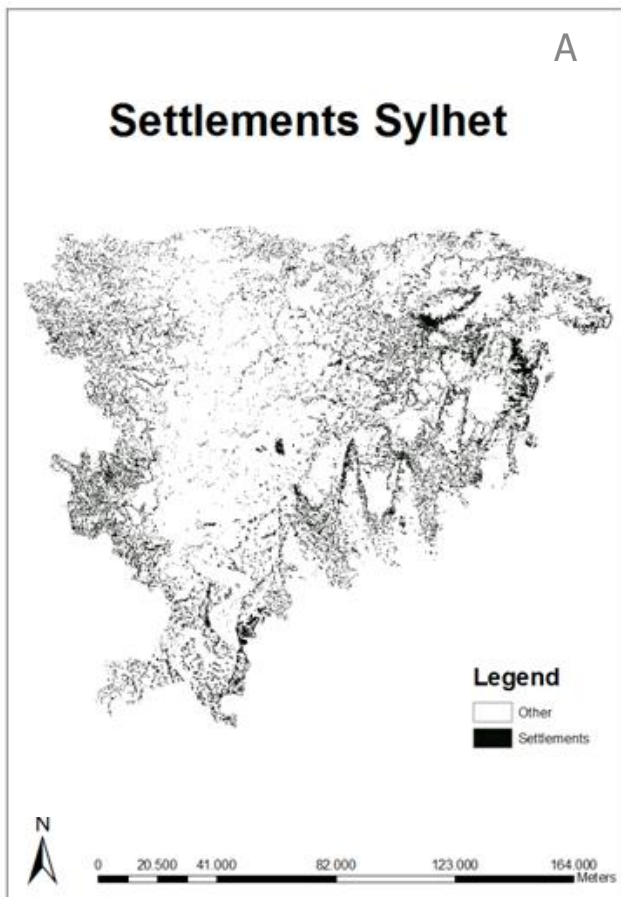 A
Settlements Sylhet
Legend
Other
Settlements
N
0 20.500 41.000 82.000 123.000 164.000
Meters